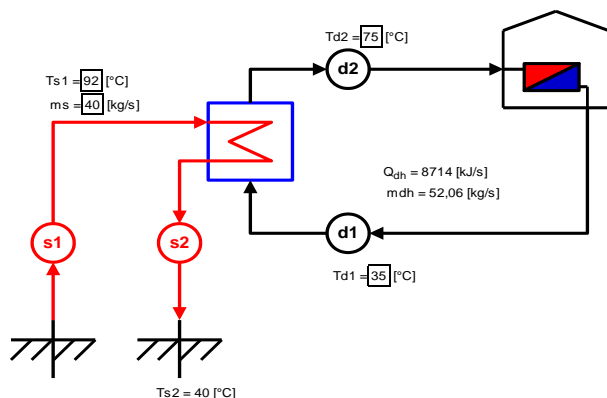 Td2 = 75 [°C]
d2
Ts1 = 92 [°C]
ms = 40 [kg/s]
Qdh = 8714 [kJ/s]
mdh = 52,06 [kg/s]
s1
s2
d1
Td1 = 35 [°C]
Ts2 = 40 [°C]